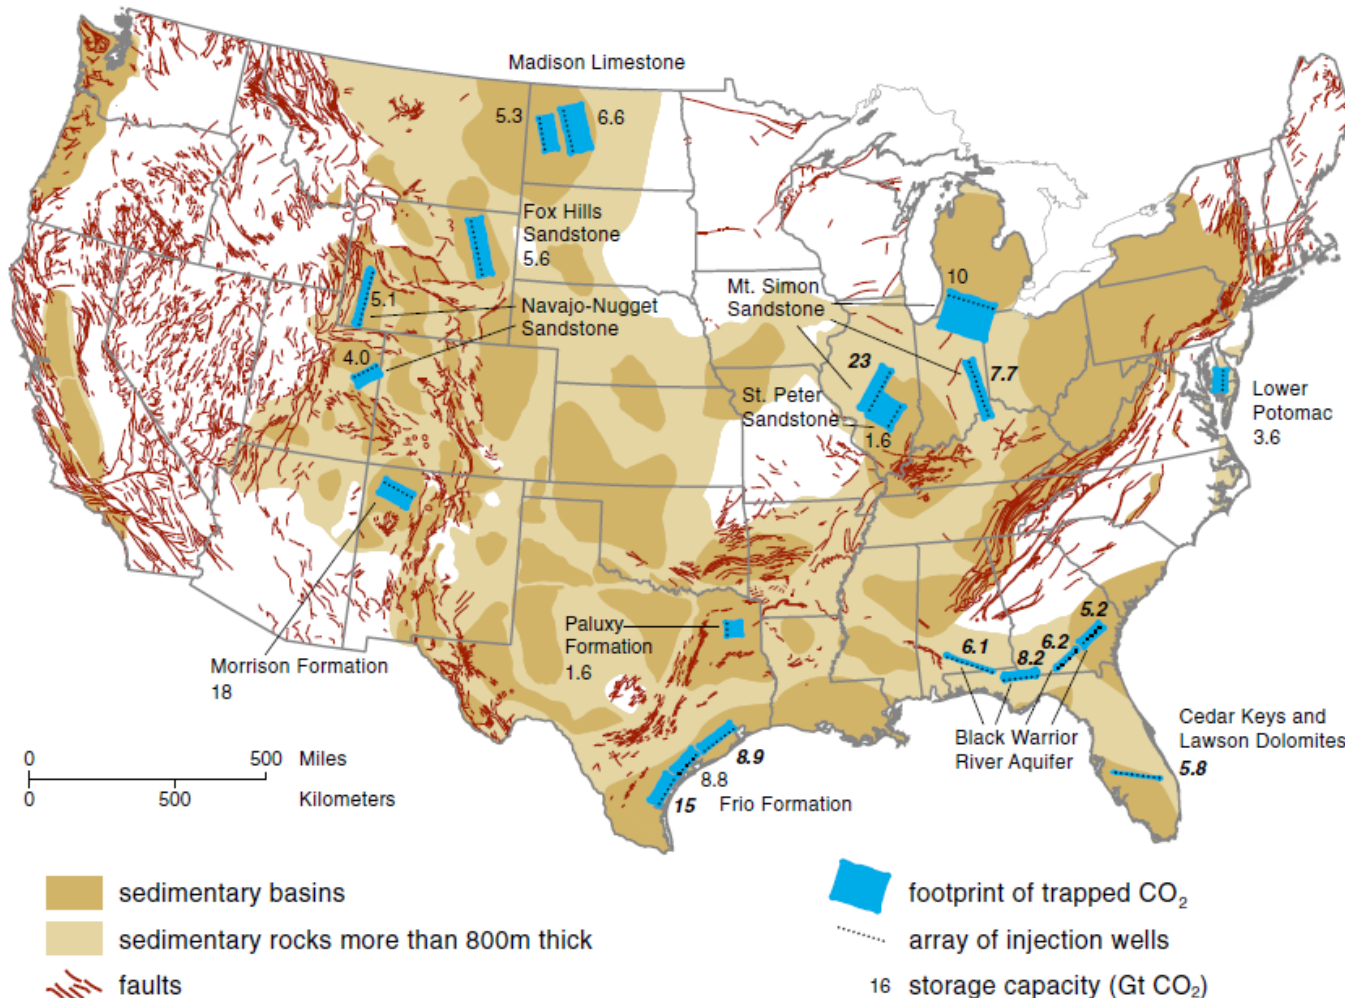 Madison Limestone
5.3
6.6
Fox Hills
Sandstone
5.6
5.1
Navajo-Nugget
Sandstone
4.0
10
Mt. Simon
Sandstone
23
7.7
St. Peter
Sandstone
1.6
Lower
Potomac
3.6
Morrison Formation
18
Paluxy
Formation
1.6
6.1
8.2
6.2
5.2
Black Warrior
River Aquifer
Cedar Keys and
Lawson Dolomites
5.8
8.9
8.8
15
Frio Formation
0 500 Miles
0 500 Kilometers
sedimentary basins
sedimentary rocks more than 800m thick
faults
footprint of trapped CO₂
array of injection wells
16 storage capacity (Gt CO₂)